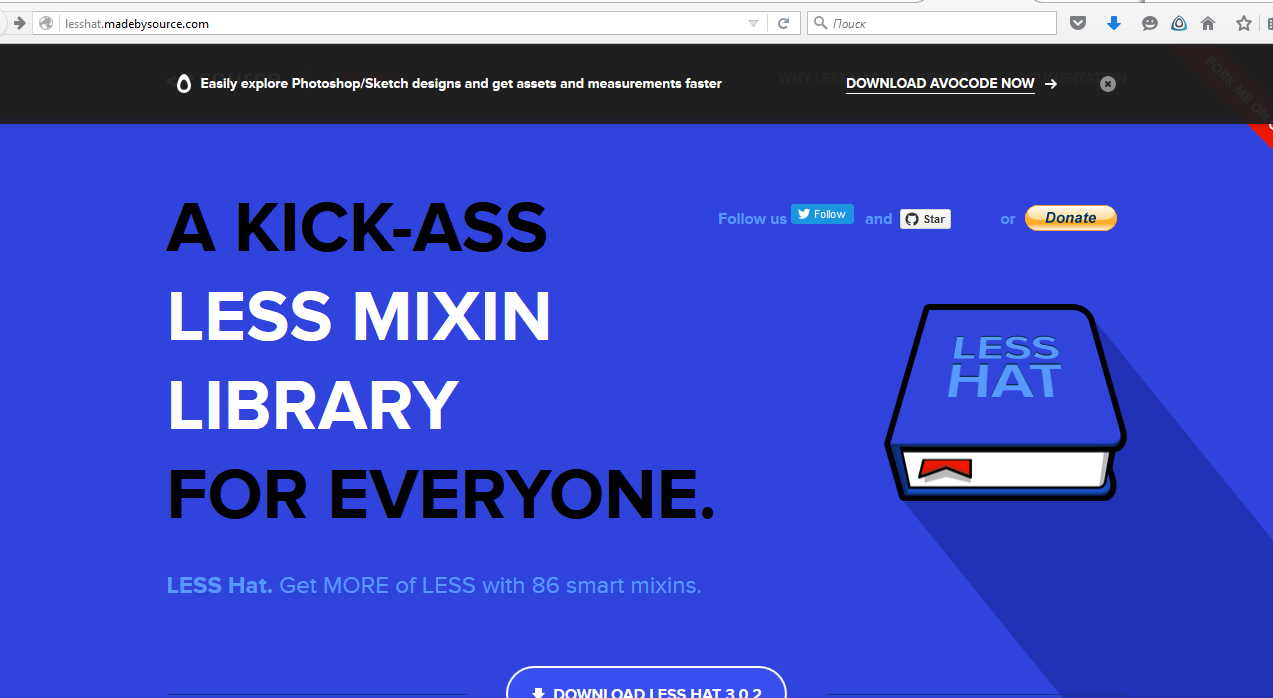 lesshat.madebysource.com
Поиск
Easily explore Photoshop/Sketch designs and get assets and measurements faster
DOWNLOAD AVOCODE NOW →
FORK ME ON
A KICK-ASS
LESS MIXIN
LIBRARY
FOR EVERYONE.
Follow us Follow and Star or Donate
LESS
HAT
LESS Hat. Get MORE of LESS with 86 smart mixins.
DOWNLOAD LESS HAT 3.0.2